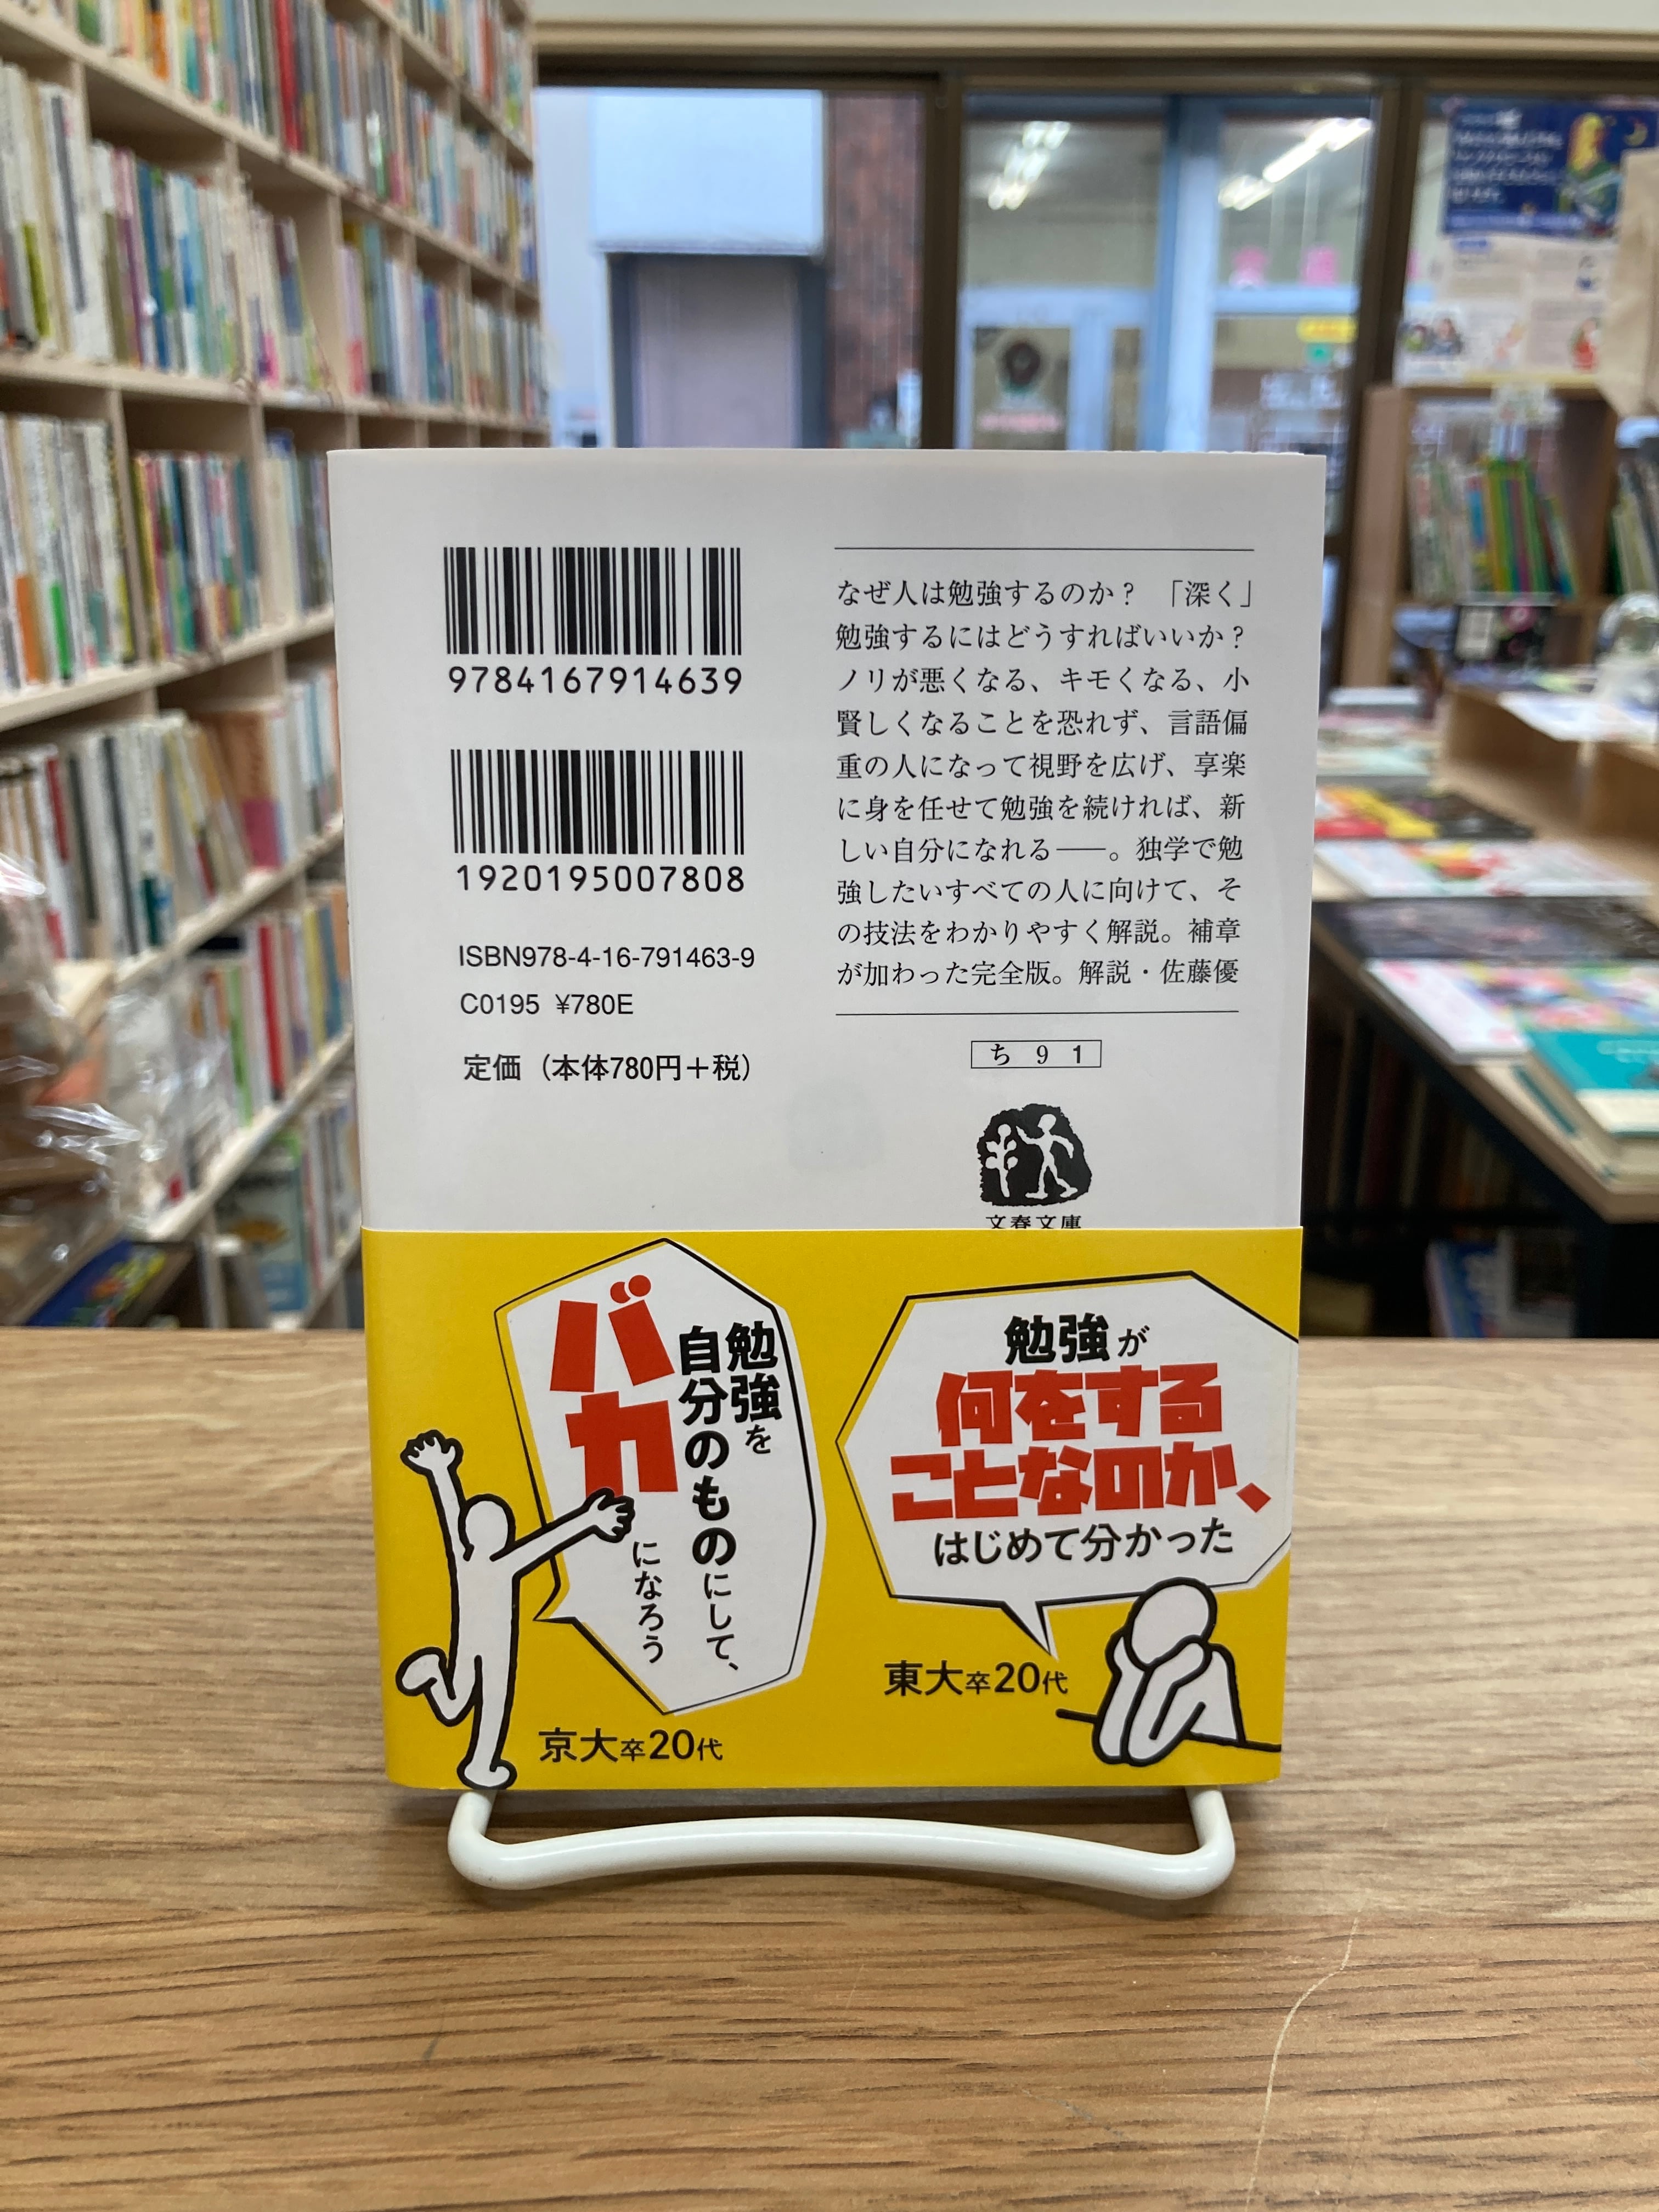 9784167914639
1920195007808
ISBN978-4-16-791463-9
C0195 ¥780E
定価（本体780円＋税）
なぜ人は勉強するのか？　「深く」
勉強するにはどうすればいいか？
ノリが悪くなる、キモくなる、小
賢しくなることを恐れず、言語偏
重の人になって視野を広げ、享楽
に身を任せて勉強を続ければ、新
しい自分になれる――。独学で勉
強したいすべての人に向けて、そ
の技法をわかりやすく解説。補章
が加わった完全版。解説・佐藤優
ち 9 1
文春文庫
勉強が
何をする
ことなのか、
はじめて分かった
東大卒20代
勉強を
自分のものにして、
バカ
になろう
京大卒20代